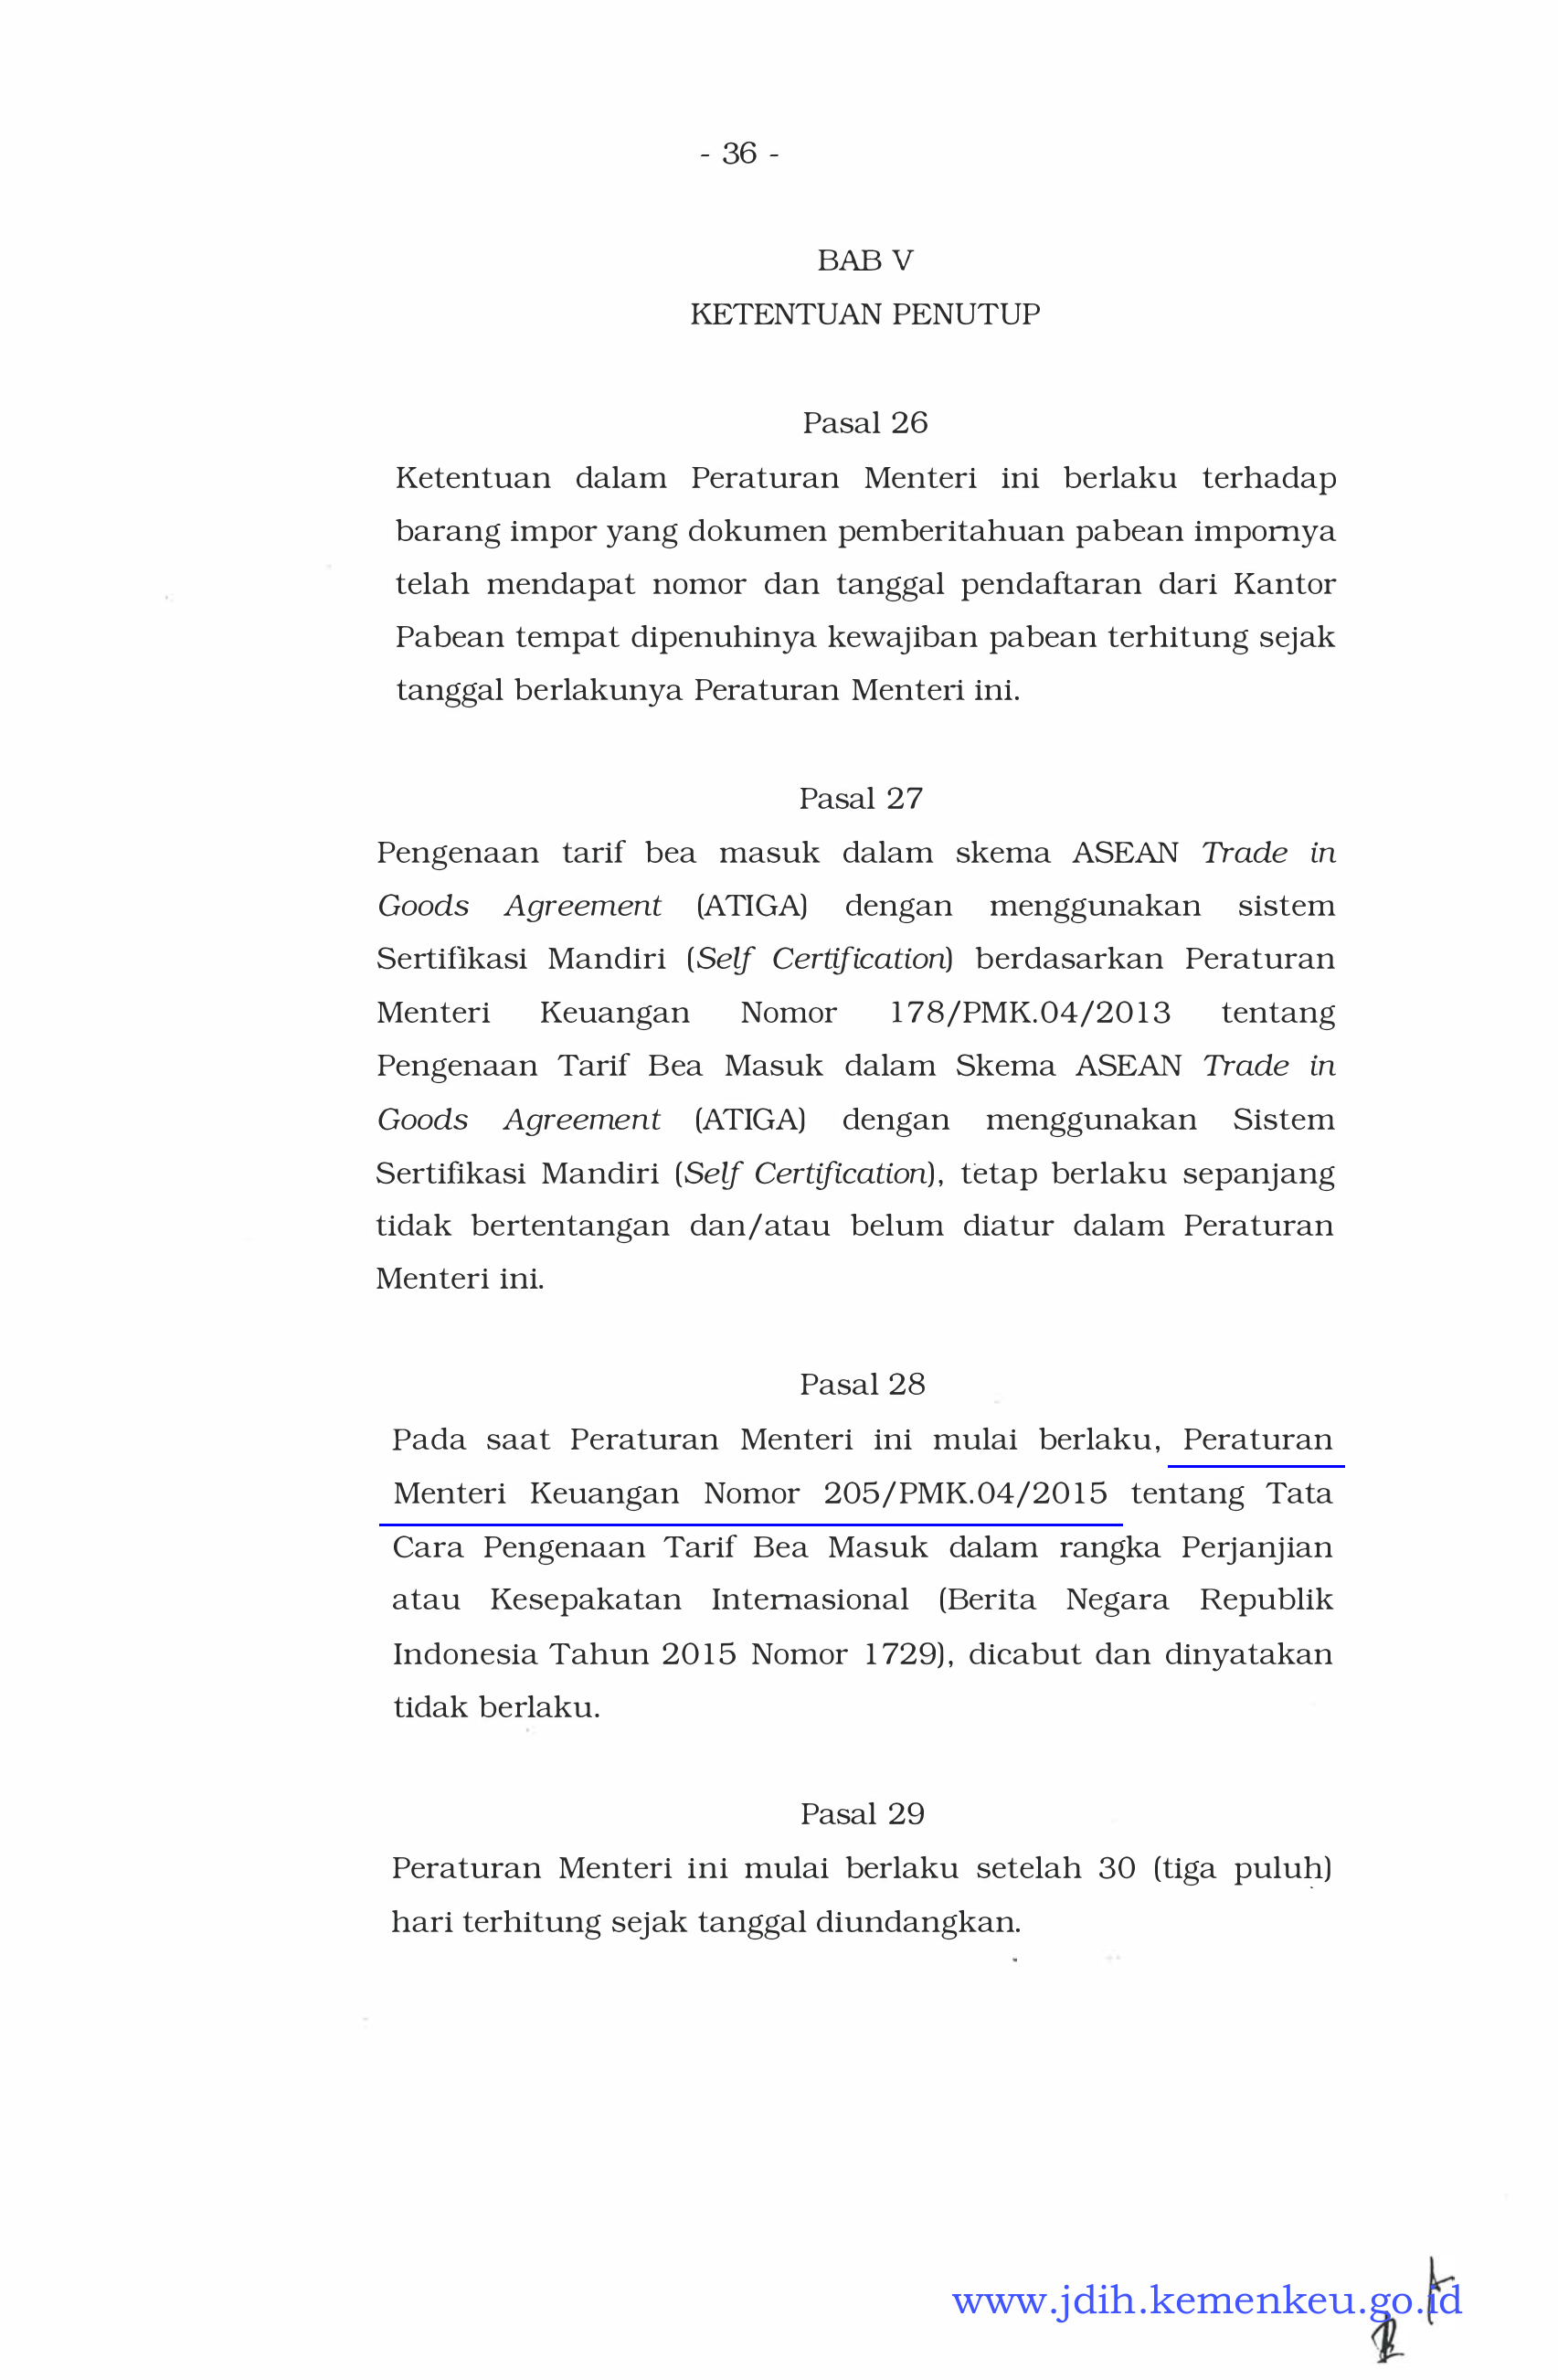 - 36 -
BAB V
KETENTUAN PENUTUP
Pasal 26
Ketentuan dalam Peraturan Menteri ini berlaku terhadap
barang impor yang dokumen pemberitahuan pabean impornya
telah mendapat nomor dan tanggal pendaftaran dari Kantor
Pabean tempat dipenuhinya kewajiban pabean terhitung sejak
tanggal berlakunya Peraturan Menteri ini.
Pasal 27
Pengenaan tarif bea masuk dalam skema ASEAN Trade in
Goods Agreement (ATIGA) dengan menggunakan sistem
Sertifikasi Mandiri (Self Certification) berdasarkan Peraturan
Menteri Keuangan Nomor 178/PMK.04/2013 tentang
Pengenaan Tarif Bea Masuk dalam Skema ASEAN Trade in
Goods Agreement (ATIGA) dengan menggunakan Sistem
Sertifikasi Mandiri (Self Certification), tetap berlaku sepanjang
tidak bertentangan dan/atau belum diatur dalam Peraturan
Menteri ini.
Pasal 28
Pada saat Peraturan Menteri ini mulai berlaku, Peraturan
Menteri Keuangan Nomor 205/PMK.04/2015 tentang Tata
Cara Pengenaan Tarif Bea Masuk dalam rangka Perjanjian
atau Kesepakatan Internasional (Berita Negara Republik
Indonesia Tahun 2015 Nomor 1729), dicabut dan dinyatakan
tidak berlaku.
Pasal 29
Peraturan Menteri ini mulai berlaku setelah 30 (tiga puluh)
hari terhitung sejak tanggal diundangkan.
www.jdih.kemenkeu.go.id